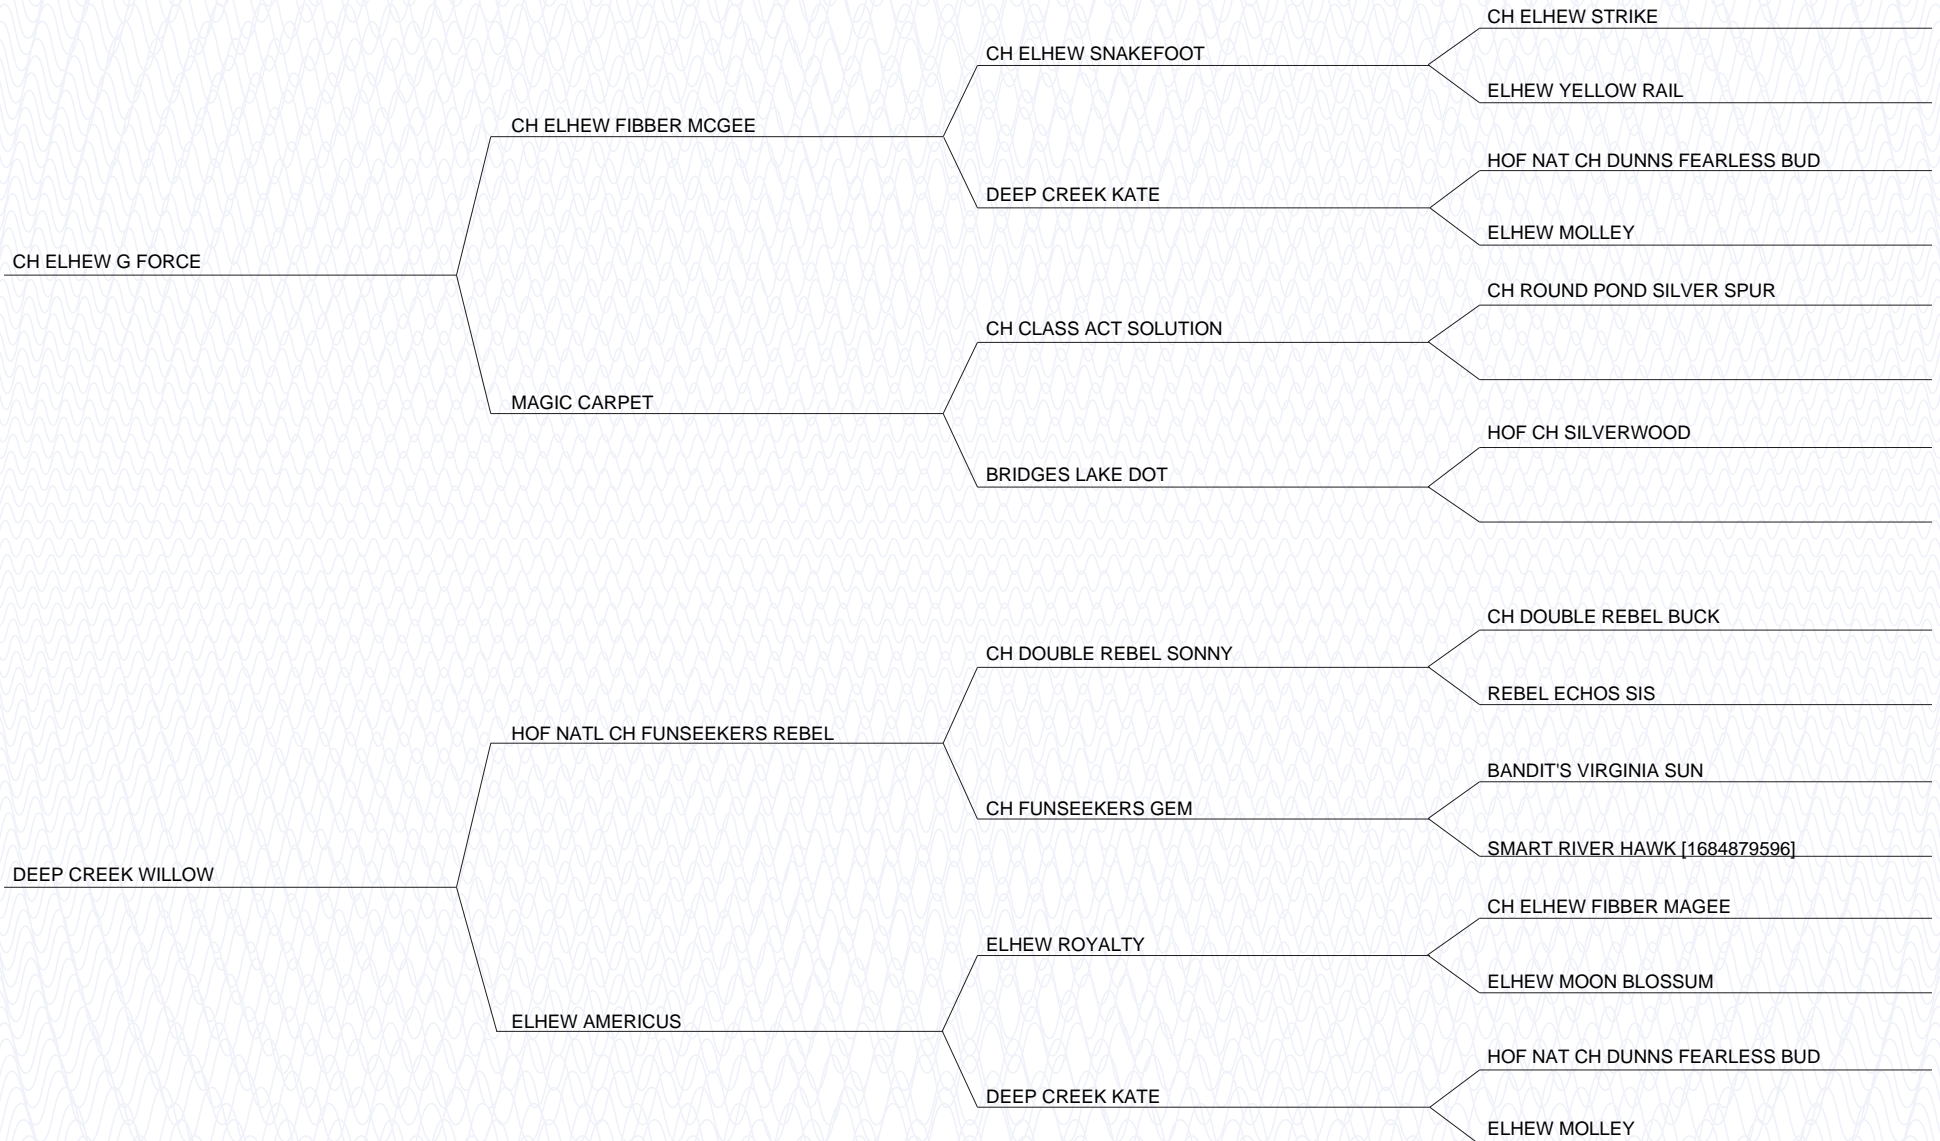 CH ELHEW STRIKE
CH ELHEW SNAKEFOOT
ELHEW YELLOW RAIL
CH ELHEW FIBBER MCGEE
HOF NAT CH DUNNS FEARLESS BUD
DEEP CREEK KATE
ELHEW MOLLEY
CH ELHEW G FORCE
CH ROUND POND SILVER SPUR
CH CLASS ACT SOLUTION
MAGIC CARPET
HOF CH SILVERWOOD
BRIDGES LAKE DOT
CH DOUBLE REBEL BUCK
CH DOUBLE REBEL SONNY
REBEL ECHOS SIS
HOF NATL CH FUNSEEKERS REBEL
BANDIT'S VIRGINIA SUN
CH FUNSEEKERS GEM
SMART RIVER HAWK [1684879596]
DEEP CREEK WILLOW
CH ELHEW FIBBER MAGEE
ELHEW ROYALTY
ELHEW MOON BLOSSUM
ELHEW AMERICUS
HOF NAT CH DUNNS FEARLESS BUD
DEEP CREEK KATE
ELHEW MOLLEY